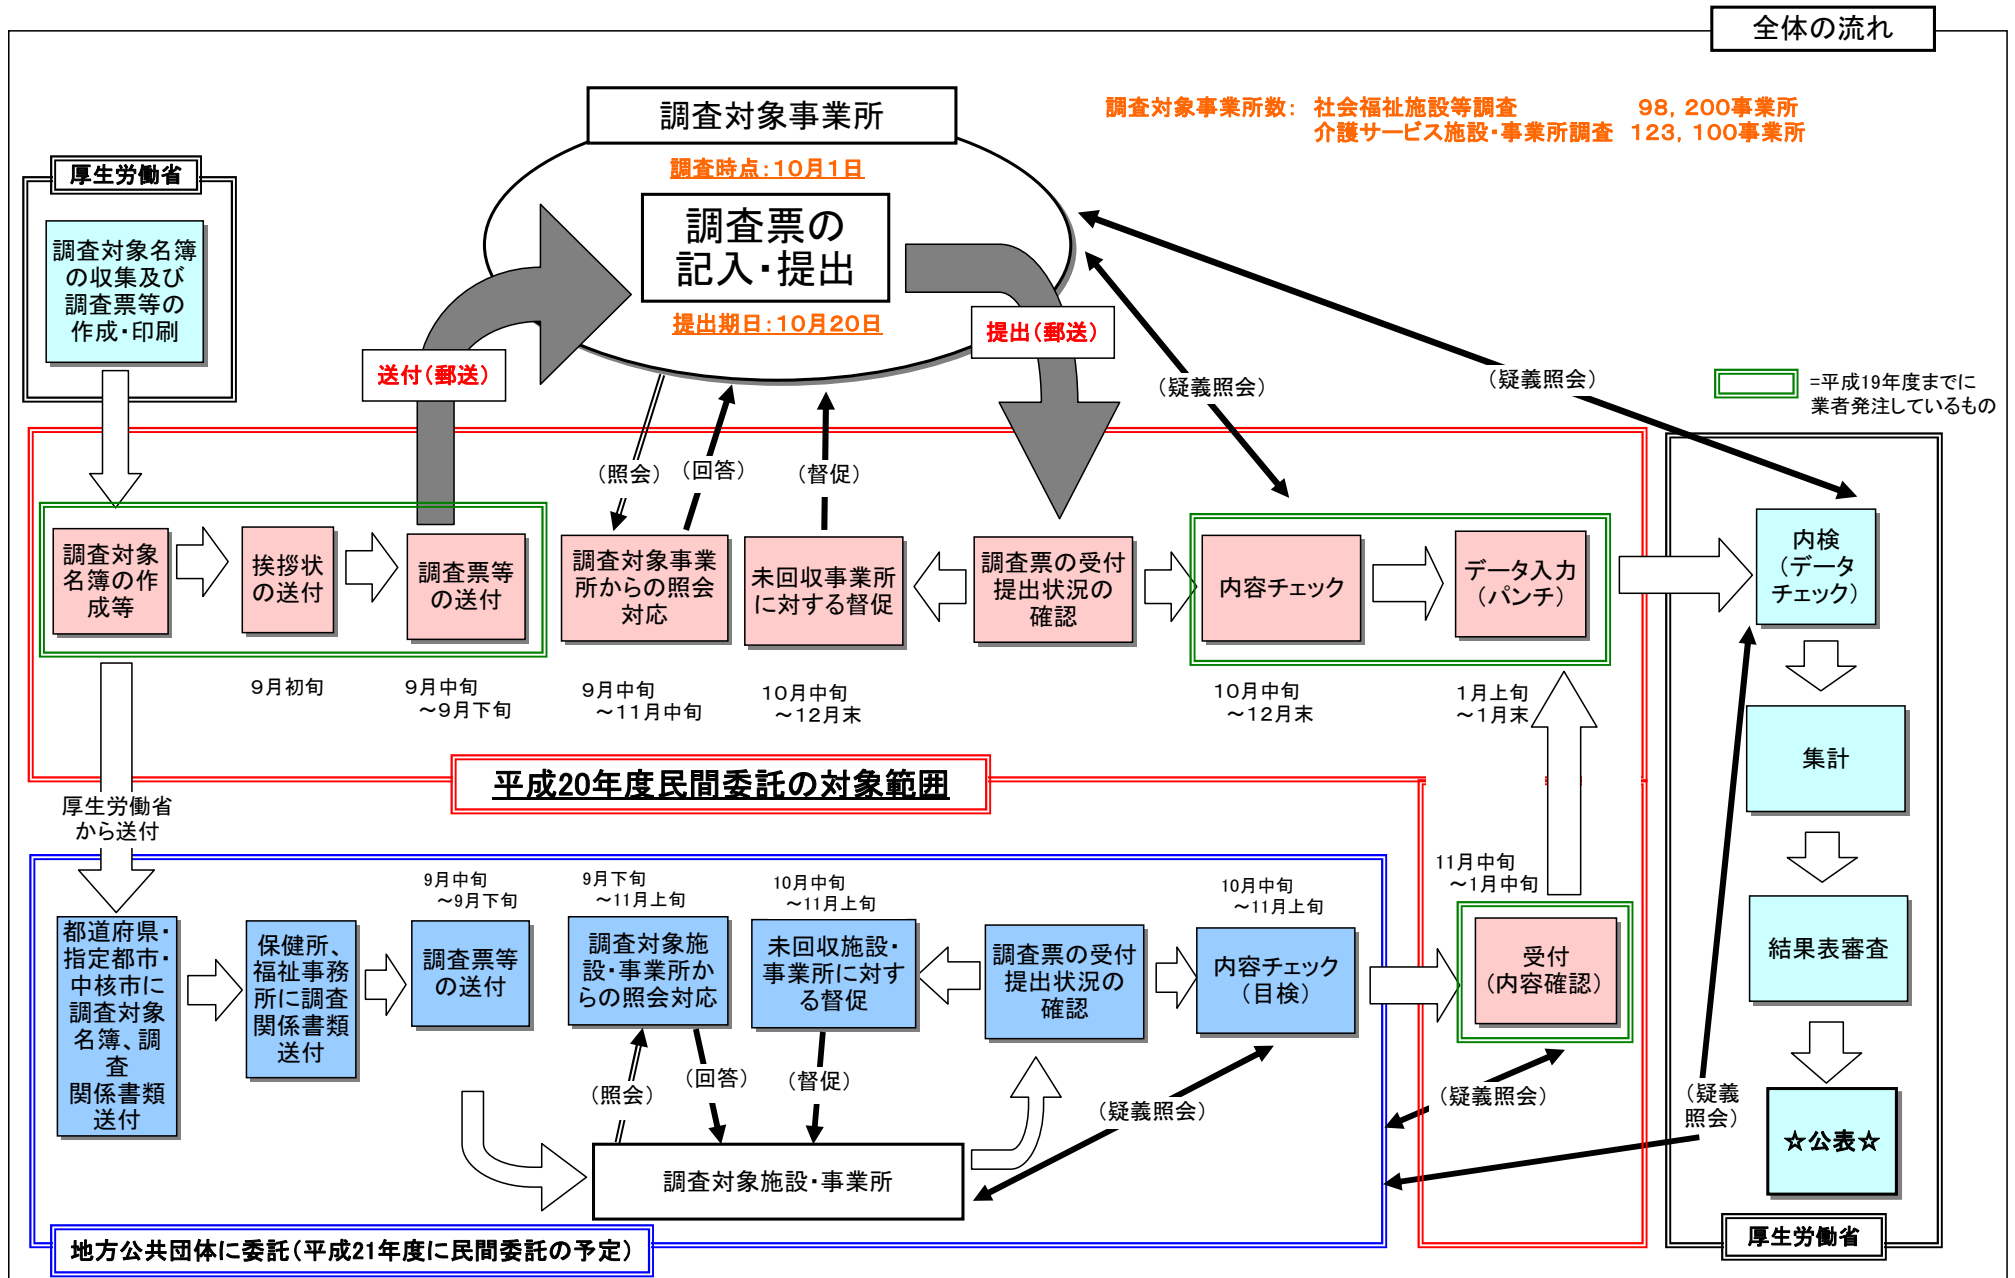 全体の流れ
調査対象事業所
調査対象事業所数: 社会福祉施設等調査 98,200事業所
介護サービス施設・事業所調査 123,100事業所
調査時点:10月1日
厚生労働省
調査票の
記入・提出
調査対象名簿
の収集及び
調査票等の
作成・印刷
提出期日:10月20日
提出(郵送)
送付(郵送)
(疑義照会)
(疑義照会)
=平成19年度までに
業者発注しているもの
(照会)
(回答)
(督促)
調査対象
名簿の作
成等
挨拶状
の送付
調査票等
の送付
調査対象事業
所からの照会
対応
未回収事業所
に対する督促
調査票の受付
提出状況の
確認
内容チェック
データ入力
(パンチ)
内検
(データ
チェック)
9月初旬
9月中旬
~9月下旬
9月中旬
~11月中旬
10月中旬
~12月末
10月中旬
~12月末
1月上旬
~1月末
集計
平成20年度民間委託の対象範囲
厚生労働省
から送付
9月中旬
~9月下旬
9月下旬
~11月上旬
10月中旬
~11月上旬
10月中旬
~11月上旬
11月中旬
~1月中旬
都道府県・
指定都市・
中核市に
調査対象
名簿、調
査
関係書類
送付
保健所、
福祉事務
所に調査
関係書類
送付
調査票等
の送付
調査対象施
設・事業所か
らの照会対応
未回収施設・
事業所に対す
る督促
調査票の受付
提出状況の
確認
内容チェック
(目検)
受付
(内容確認)
結果表審査
(照会)
(回答)
(督促)
(疑義照会)
(疑義照会)
(疑義
照会)
☆公表☆
調査対象施設・事業所
地方公共団体に委託(平成21年度に民間委託の予定)
厚生労働省